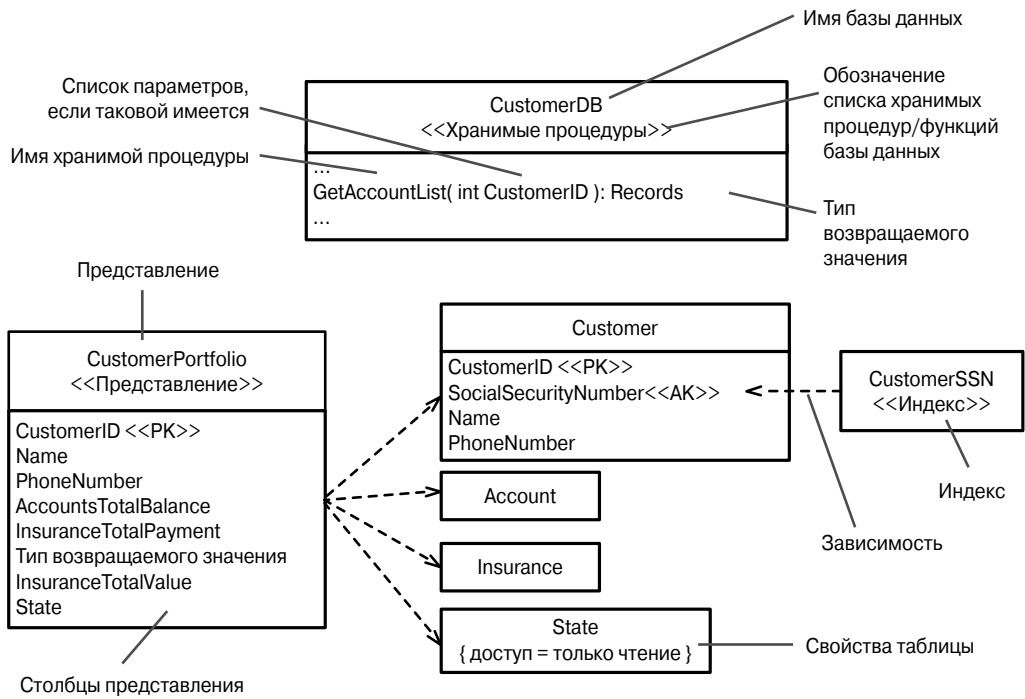 Имя базы данных
Список параметров,
если таковой имеется
Имя хранимой процедуры
CustomerDB
<<Хранимые процедуры>>
...
GetAccountList( int CustomerID ): Records
...
Обозначение
списка хранимых
процедур/функций
базы данных
Тип
возвращаемого
значения
Представление
CustomerPortfolio
<<Представление>>
CustomerID <<PK>>
Name
PhoneNumber
AccountsTotalBalance
InsuranceTotalPayment
Тип возвращаемого значения
InsuranceTotalValue
State
Столбцы представления
Customer
CustomerID <<PK>>
SocialSecurityNumber<<AK>>
Name
PhoneNumber
CustomerSSN
<<Индекс>>
Индекс
Зависимость
Account
Insurance
State
{ доступ = только чтение }
Свойства таблицы